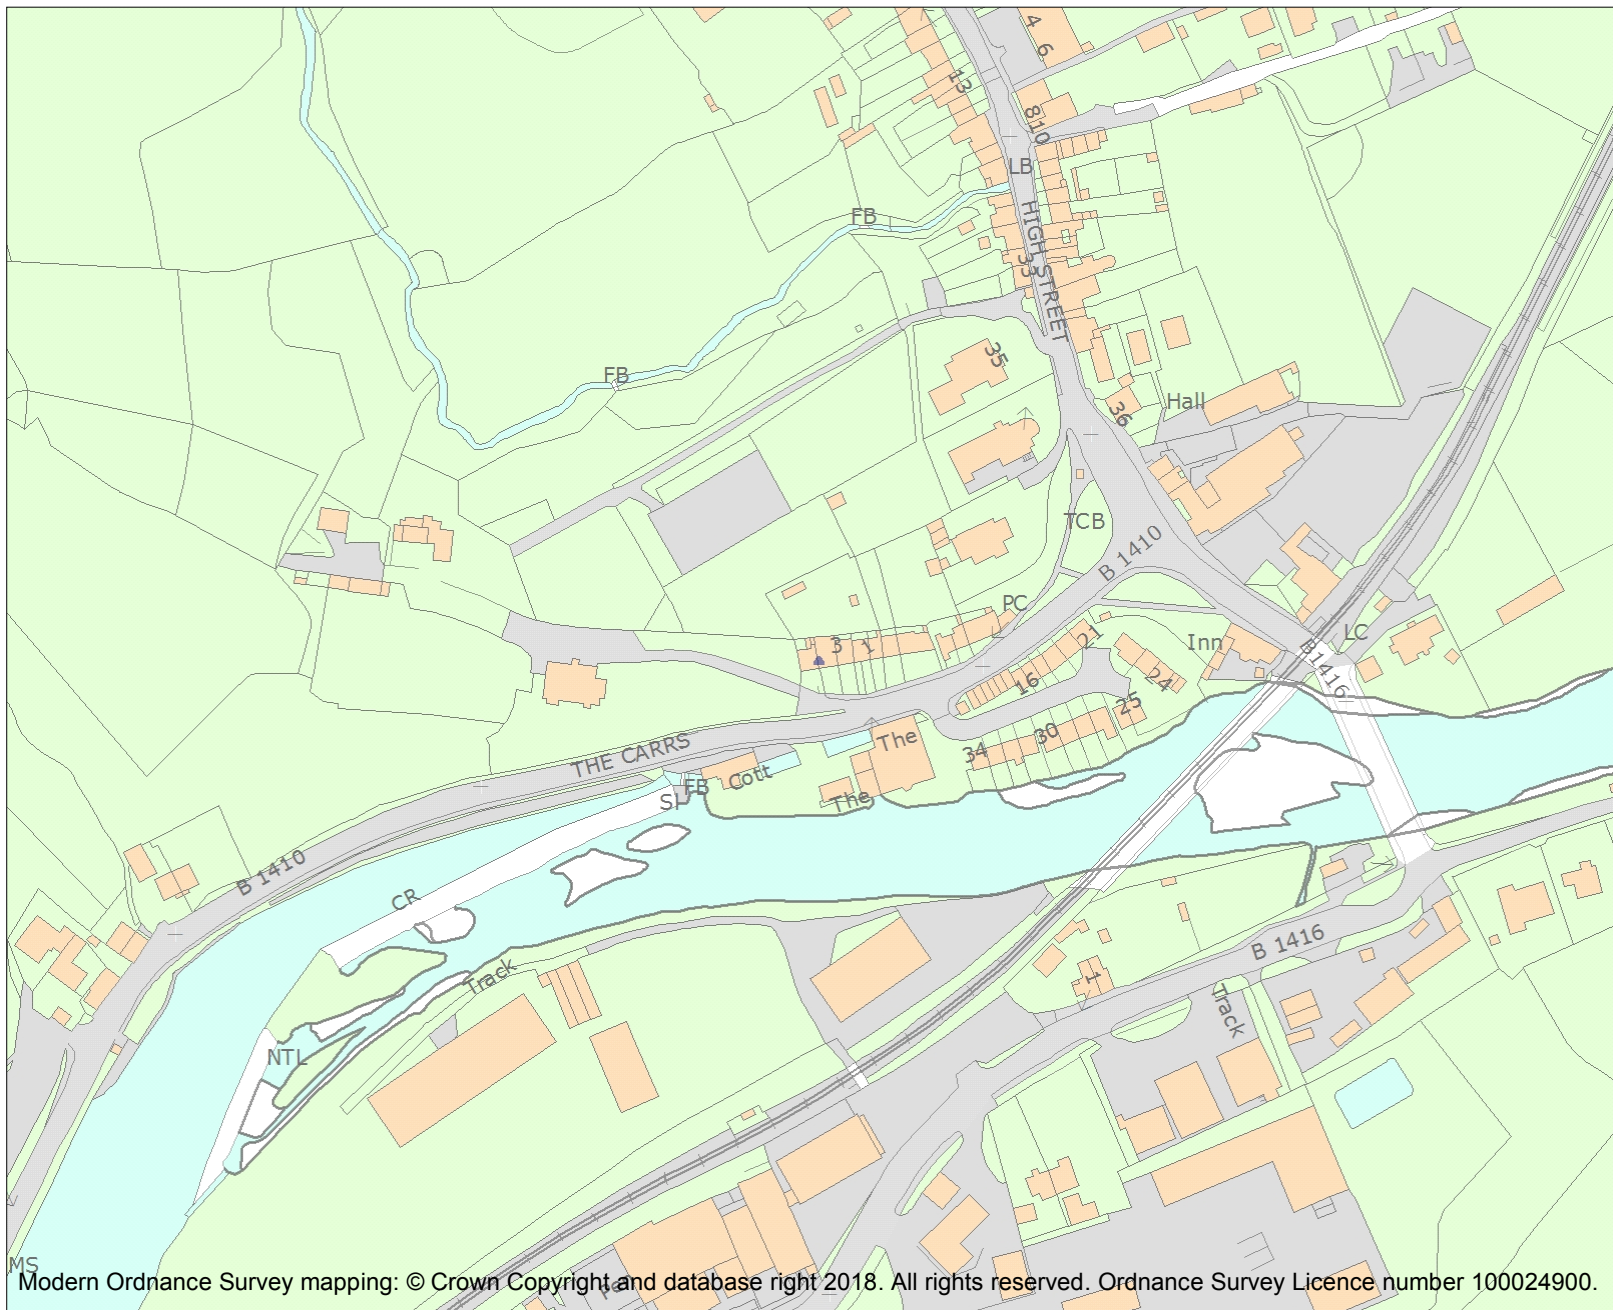 4 6
13
8 10
LB
FB
HIGH STREET
33
35
FB
Hall
36
TCB
B 1410
PC
3
1
21
Inn
LC
B1416
16
24
25
The
30
34
THE CARRS
Cott
FB
SI
The
B 1410
CR
B 1416
Track
1
Track
NTL
MS
Modern Ordnance Survey mapping: © Crown Copyright and database right 2018. All rights reserved. Ordnance Survey Licence number 100024900.